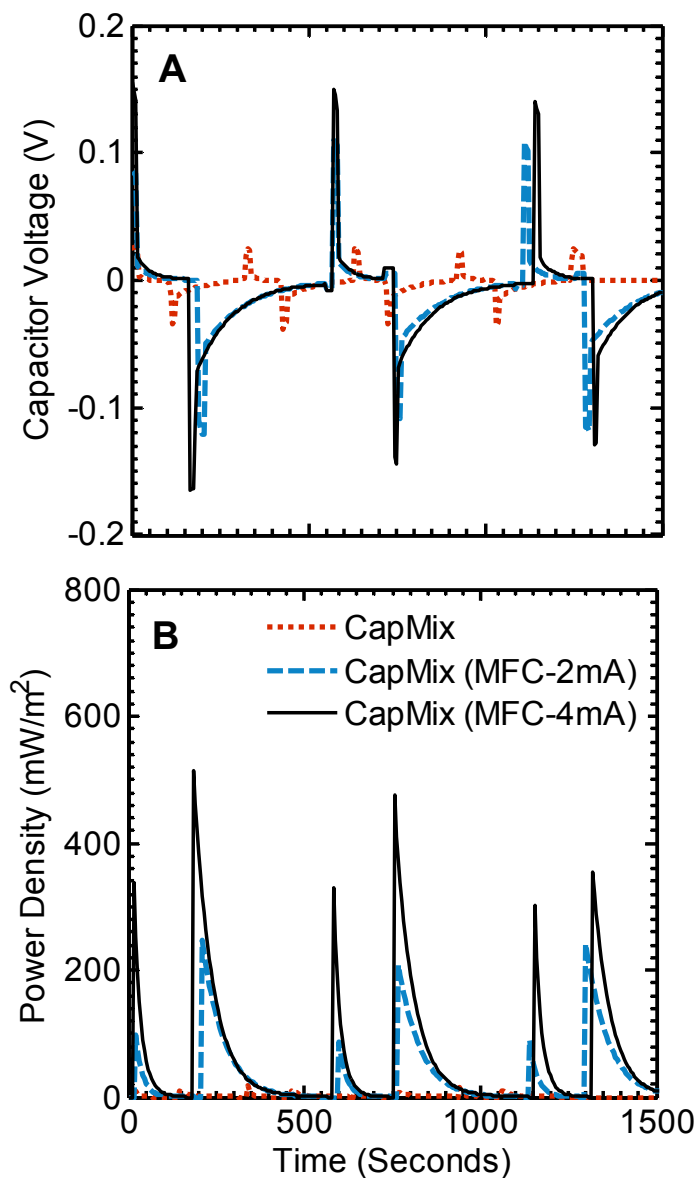 0.2
A
0.1
0
-0.1
-0.2
Capacitor Voltage (V)
800
B
CapMix
CapMix (MFC-2mA)
600
CapMix (MFC-4mA)
400
200
0
Power Density (mW/m²)
0 500 1000 1500
Time (Seconds)